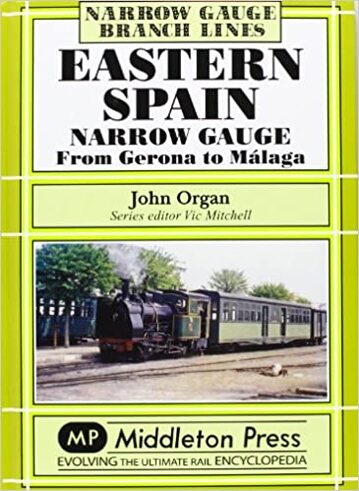 NARROW GAUGE
BRANCH LINES
EASTERN
SPAIN
NARROW GAUGE
From Gerona to Málaga
John Organ
Series editor Vic Mitchell
MP Middleton Press
EVOLVING THE ULTIMATE RAIL ENCYCLOPEDIA